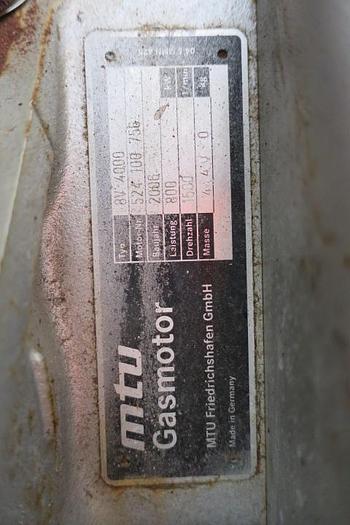 mtu
Gasmotor
MTU Friedrichshafen GmbH
Made in Germany
Typ 8V 4000
Motor-Nr. 524 100 756
Baujahr
Leistung 800 kW
Drehzahl 1500 1/min
Masse kg